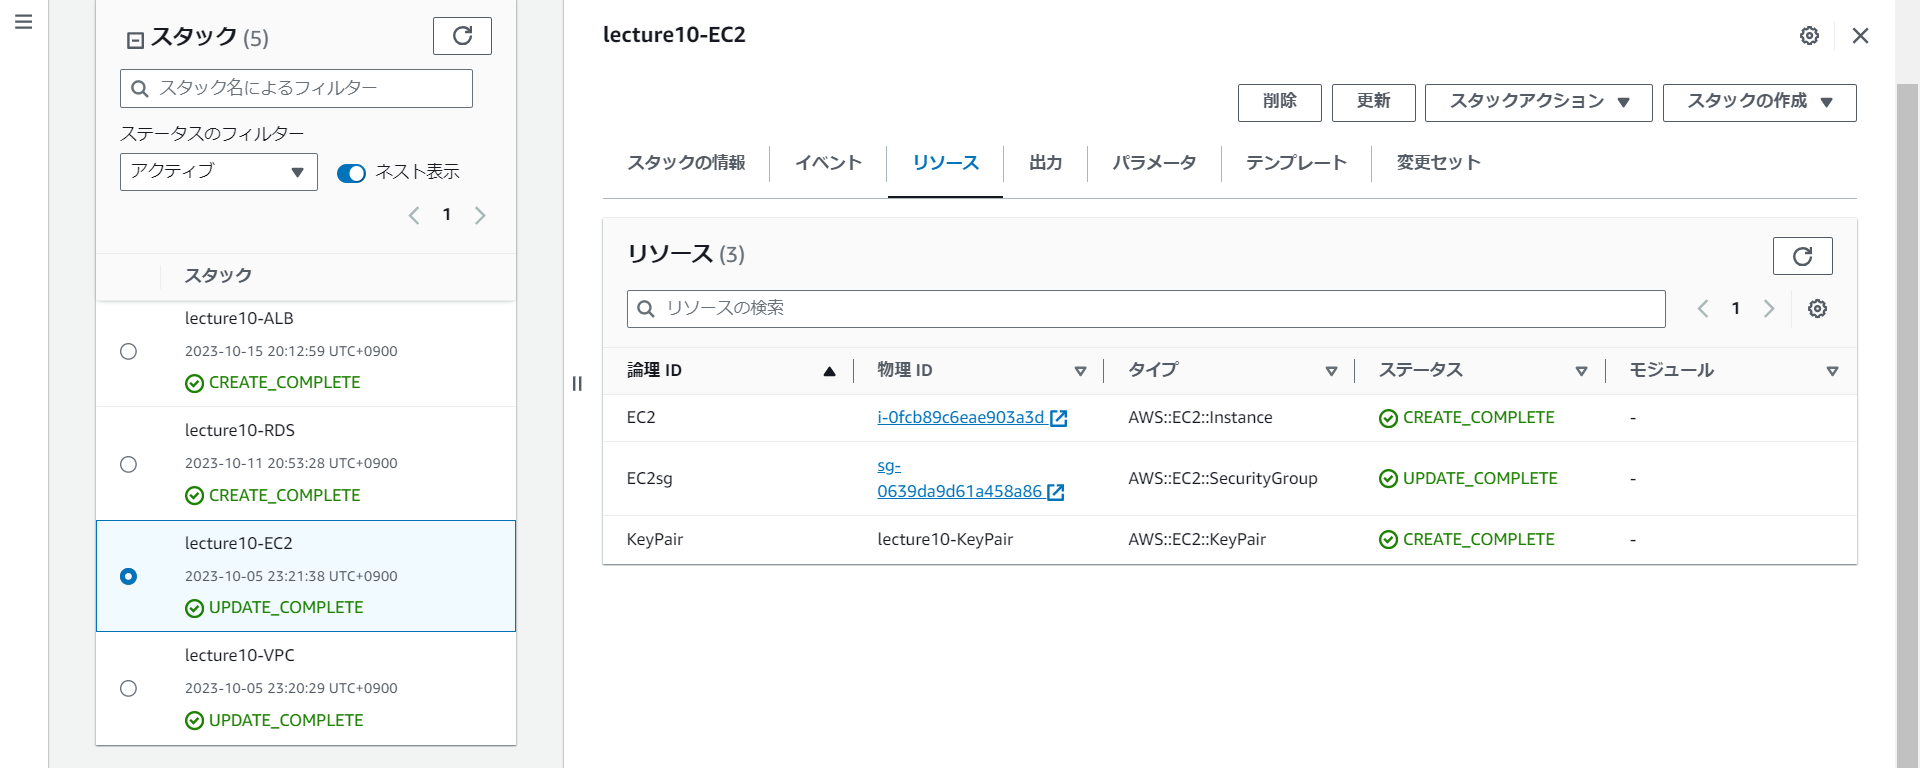 スタック (5)
スタック名によるフィルター
ステータスのフィルター
アクティブ
ネスト表示
1
スタック
lecture10-ALB
2023-10-15 20:12:59 UTC+0900
CREATE_COMPLETE
lecture10-RDS
2023-10-11 20:53:28 UTC+0900
CREATE_COMPLETE
lecture10-EC2
2023-10-05 23:21:38 UTC+0900
UPDATE_COMPLETE
lecture10-VPC
2023-10-05 23:20:29 UTC+0900
UPDATE_COMPLETE
lecture10-EC2
削除 更新 スタックアクション スタックの作成
スタックの情報 イベント リソース 出力 パラメータ テンプレート 変更セット
リソース (3)
リソースの検索
1
論理 ID 物理 ID タイプ ステータス モジュール
EC2 i-0fcb89c6eae903a3d AWS::EC2::Instance CREATE_COMPLETE -
EC2sg sg-
0639da9d61a458a86 AWS::EC2::SecurityGroup UPDATE_COMPLETE -
KeyPair lecture10-KeyPair AWS::EC2::KeyPair CREATE_COMPLETE -